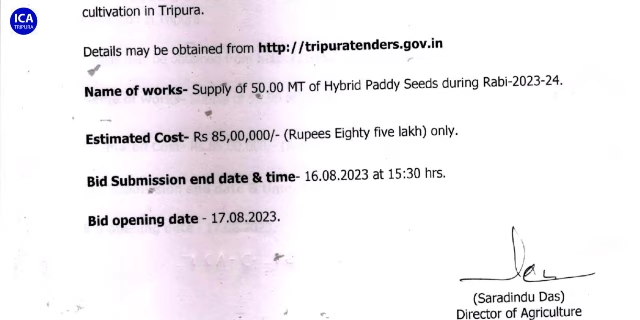 ICA
TRIPURA
cultivation in Tripura.
Details may be obtained from http://tripuratenders.gov.in
Name of works- Supply of 50.00 MT of Hybrid Paddy Seeds during Rabi-2023-24.
Estimated Cost- Rs 85,00,000/- (Rupees Eighty five lakh) only.
Bid Submission end date & time- 16.08.2023 at 15:30 hrs.
Bid opening date - 17.08.2023.
(Saradindu Das)
Director of Agriculture